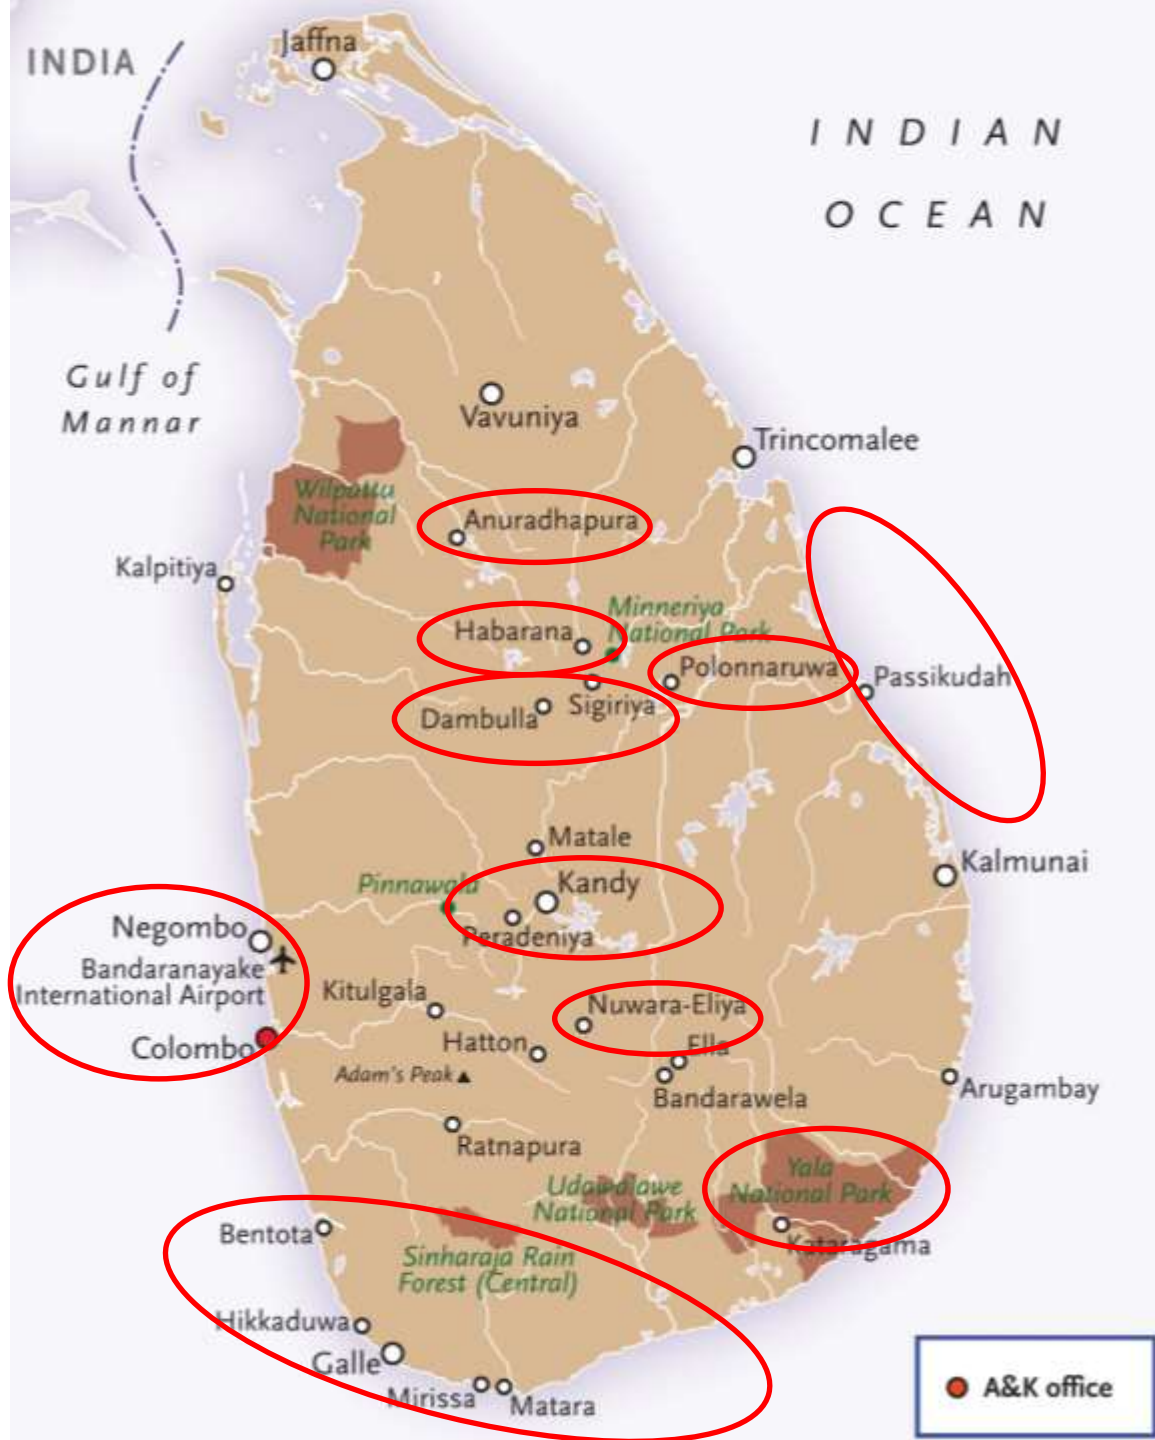 Jaffna
INDIA
INDIAN
OCEAN
Gulf of
Mannar
Vavuniya
Trincomalee
Wilpattu
National
Park
Anuradhapura
Kalpitiya
Minneriya
National Park
Habarana
Polonnaruwa
Passikudah
Sigiriya
Dambulla
Matale
Kandy
Pinnawala
Peradeniya
Kalmunai
Negombo
Bandaranayake
International Airport
Kitulgala
Nuwara-Eliya
Colombo
Hatton
Ella
Adam's Peak
Bandarawela
Arugambay
Ratnapura
Yala
National Park
Udawalawe
National Park
Bentota
Kataragama
Sinharaja Rain
Forest (Central)
Hikkaduwa
Galle
Mirissa
Matara
A&K office